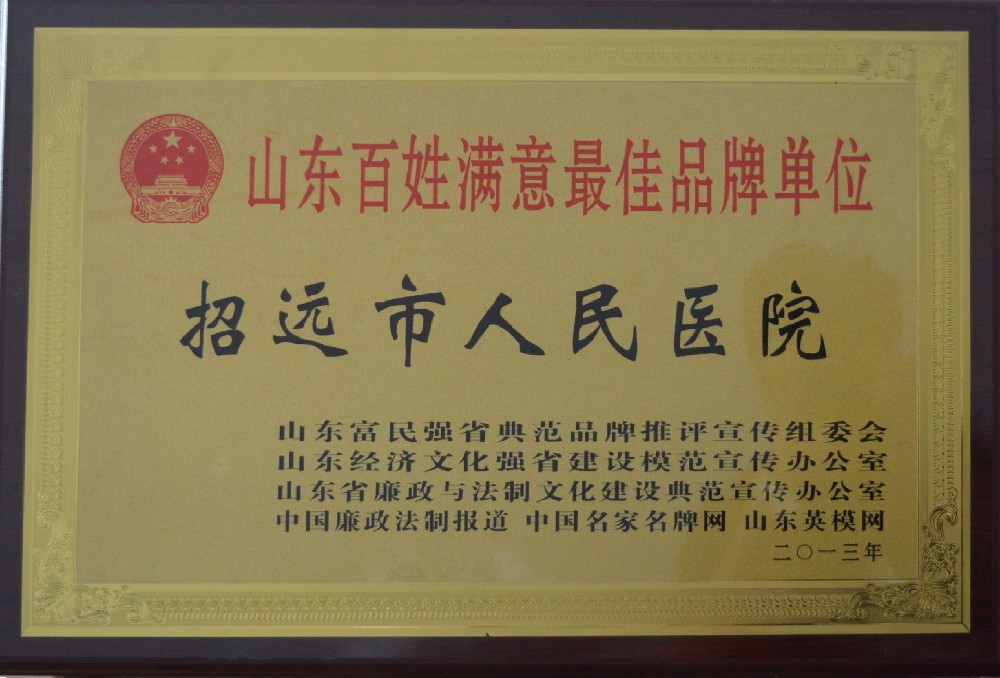 山东百姓满意最佳品牌单位
招远市人民医院
山东富民强省典范品牌推评宣传组委会
山东经济文化强省建设模范宣传办公室
山东省廉政与法制文化建设典范宣传办公室
中国廉政法制报道 中国名家名牌网 山东英模网
二〇一三年